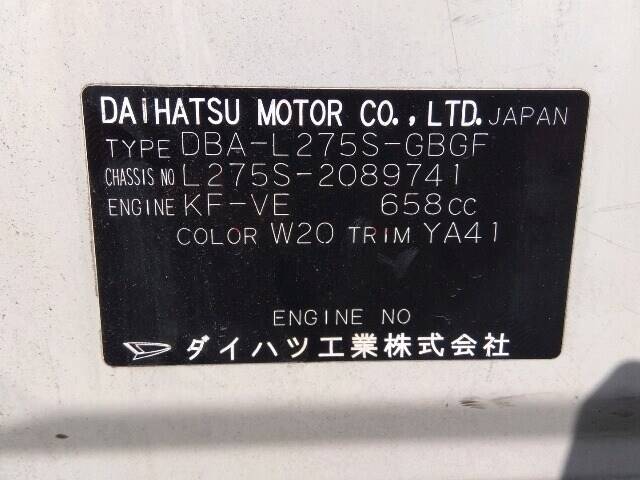 DAIHATSU MOTOR CO., LTD. JAPAN
TYPE DBA-L275S-GBGF
CHASSIS NO L275S-2089741
ENGINE KF-VE 658CC
COLOR W20 TRIM YA41
ENGINE NO
ダイハツ工業株式会社